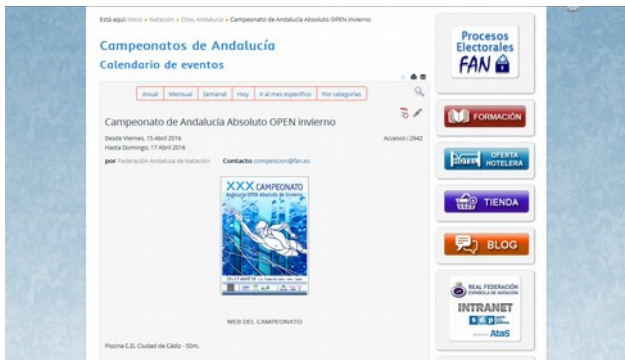 Está aquí: Inicio Natación Ctos. Andalucía Campeonato de Andalucía Absoluto OPEN invierno
Campeonatos de Andalucía
Calendario de eventos
Anual Mensual Semanal Hoy Ir al mes específico Por categorías
Campeonato de Andalucía Absoluto OPEN invierno
Desde Viernes, 15 Abril 2016
Accesos : 2942
Hasta Domingo, 17 Abril 2016
por Federación Andaluza de Natación Contacto competicion@fan.es
XXX CAMPEONATO
Andalucía OPEN Absoluto de Invierno
WEB DEL CAMPEONATO
Piscina C.D. Ciudad de Cádiz - 50m.
Procesos
Electorales
FAN
FORMACIÓN
OFERTA
HOTELERA
TIENDA
BLOG
REAL FEDERACIÓN
ESPAÑOLA DE NATACIÓN
INTRANET
sdp
AtoS